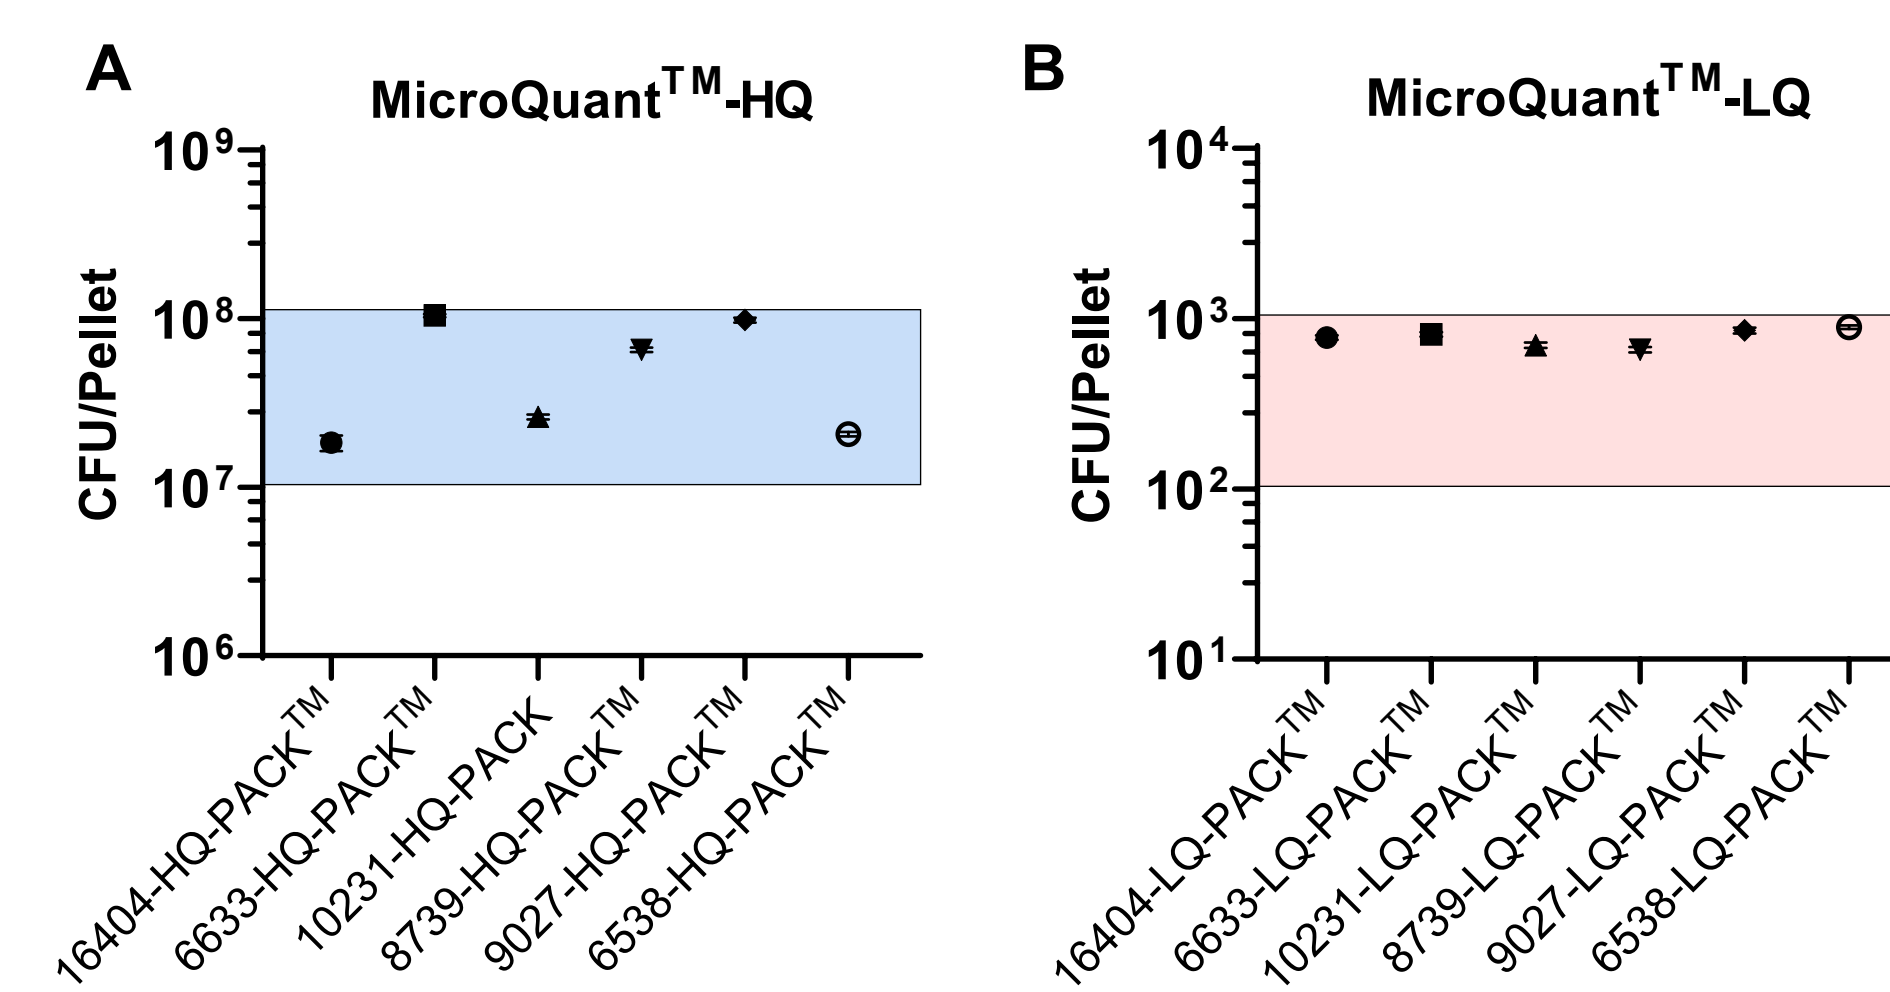 A
MicroQuant™-HQ
10⁹
10⁸
10⁷
10⁶
CFU/Pellet
16404-HQ-PACK™
6633-HQ-PACK™
10231-HQ-PACK
8739-HQ-PACK™
9027-HQ-PACK™
6538-HQ-PACK™
B
MicroQuant™-LQ
10⁴
10³
10²
10¹
CFU/Pellet
16404-LQ-PACK™
6633-LQ-PACK™
10231-LQ-PACK™
8739-LQ-PACK™
9027-LQ-PACK™
6538-LQ-PACK™